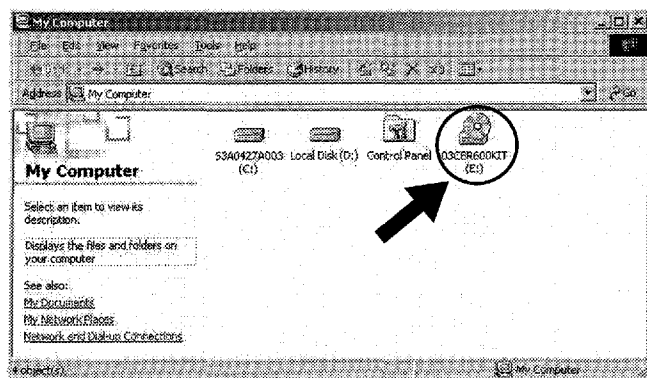 My Computer
File Edit View Favorites Tools Help
Search Folders History
Address My Computer Go
53A0427A003 (C:)
Local Disk (D:)
Control Panel
03CBR600KIT (E:)
My Computer
Select an item to view its
description.
Displays the files and folders on
your computer
See also:
My Documents
My Network Places
Network and Dial-up Connections
4 object(s)
My Computer